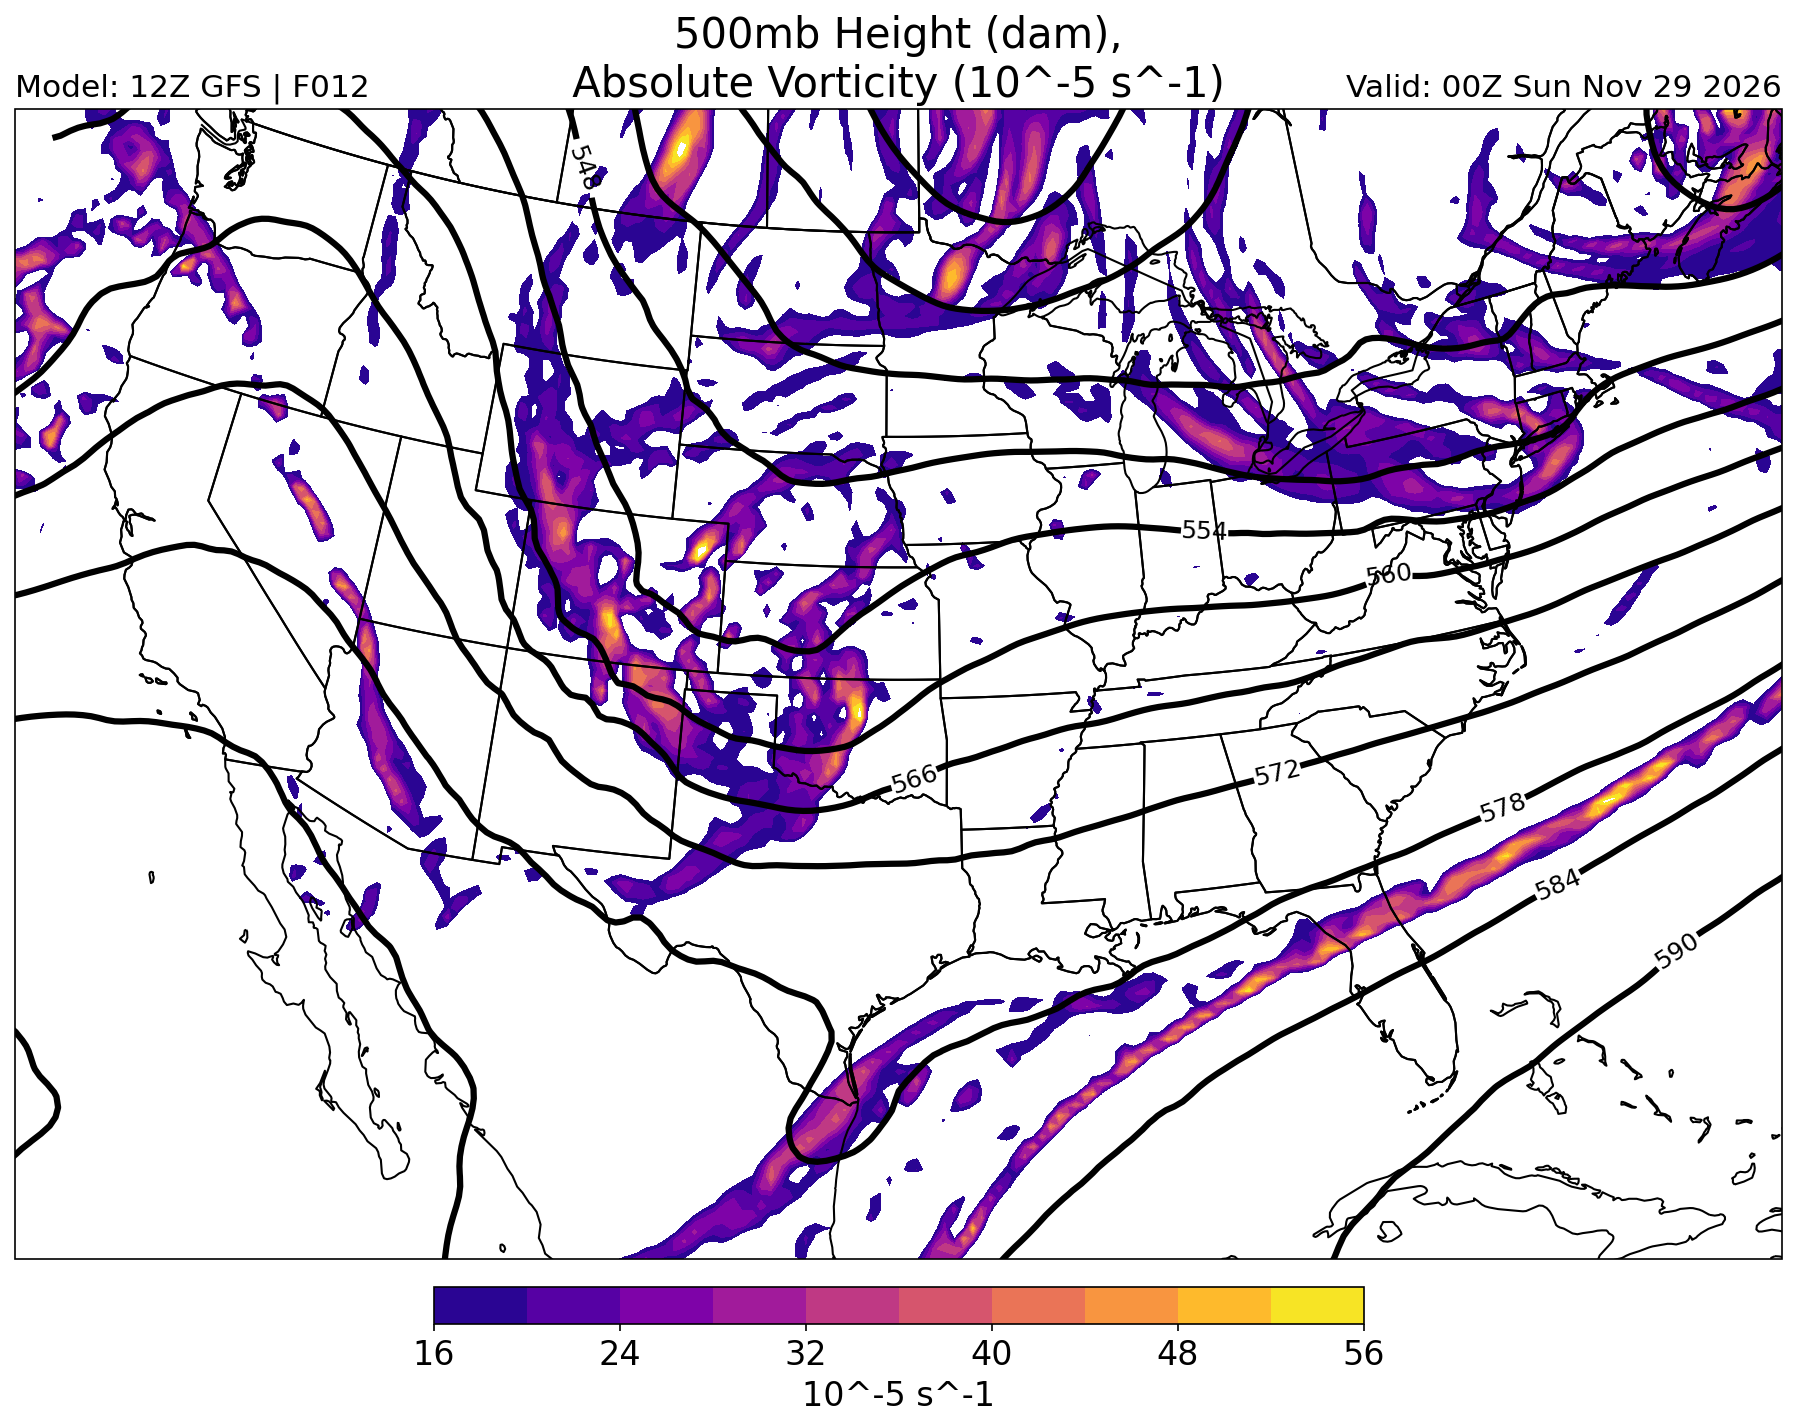 500mb Height (dam),
Model: 12Z GFS | F012
Absolute Vorticity (10^-5 s^-1)
Valid: 00Z Sun Nov 29 2026
548
554
560
566
572
578
584
590
16 24 32 40 48 56
10^-5 s^-1